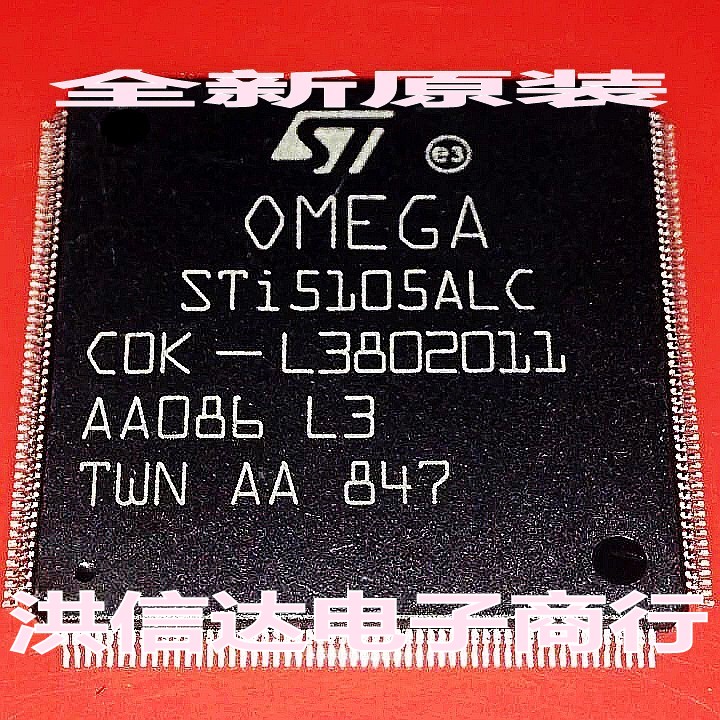 全新原装
ST e3
OMEGA
STi5105ALC
COK - L3802011
AA086 L3
TWN AA 847
洪信达电子商行